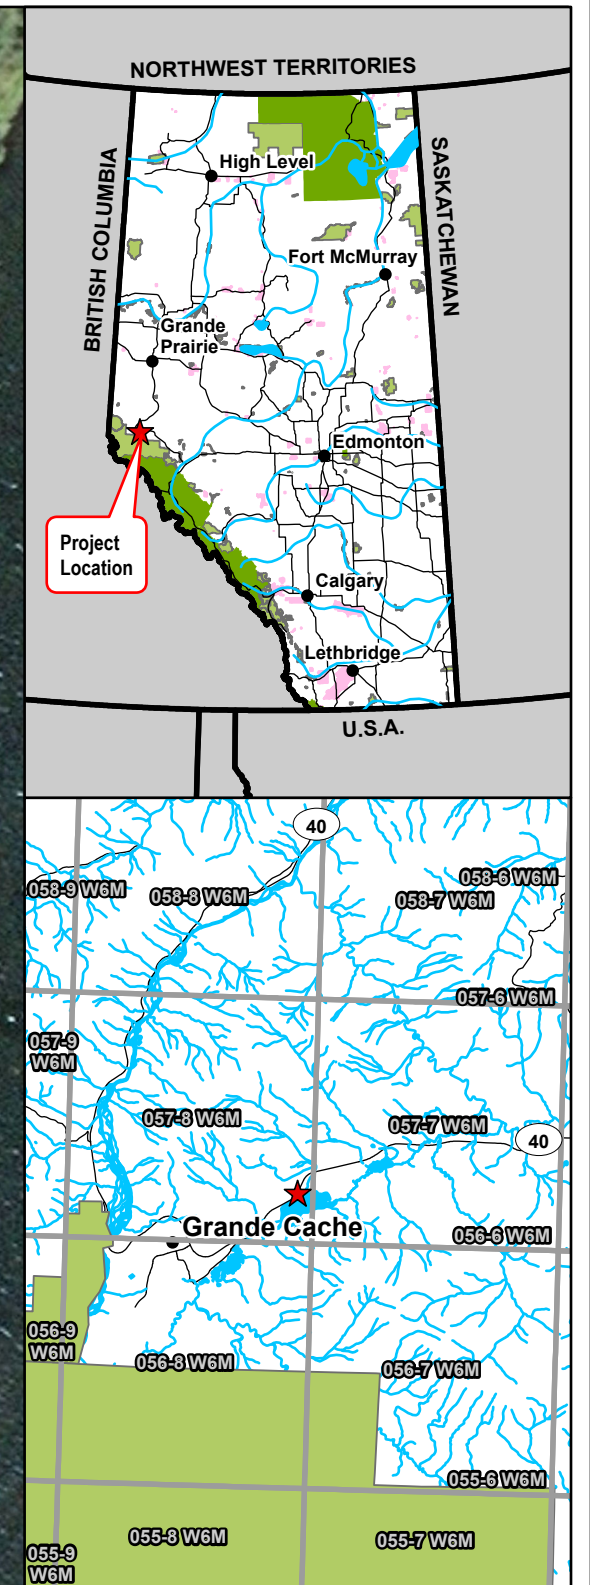 NORTHWEST TERRITORIES
BRITISH COLUMBIA
SASKATCHEWAN
High Level
Fort McMurray
Grande
Prairie
Edmonton
Project
Location
Calgary
Lethbridge
U.S.A.
40
058-9 W6M
058-8 W6M
058-6 W6M
058-7 W6M
057-6 W6M
057-9
W6M
057-8 W6M
057-7 W6M
40
Grande Cache
056-6 W6M
056-9
W6M
056-8 W6M
056-7 W6M
055-6 W6M
055-8 W6M
055-7 W6M
055-9
W6M